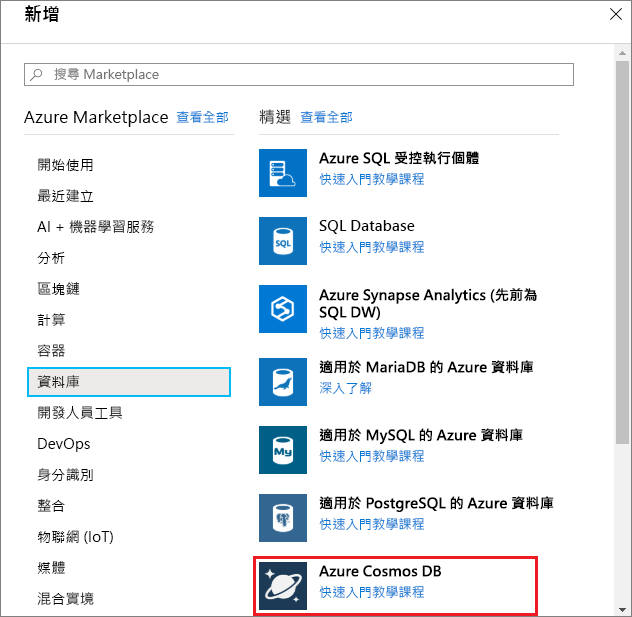 新增
搜尋 Marketplace
Azure Marketplace 查看全部
開始使用
最近建立
AI + 機器學習服務
分析
區塊鏈
計算
容器
資料庫
開發人員工具
DevOps
身分識別
整合
物聯網 (IoT)
媒體
混合實境
精選 查看全部
Azure SQL 受控執行個體
快速入門教學課程
SQL
SQL Database
快速入門教學課程
Azure Synapse Analytics (先前為
SQL DW)
快速入門教學課程
適用於 MariaDB 的 Azure 資料庫
深入了解
My
適用於 MySQL 的 Azure 資料庫
快速入門教學課程
適用於 PostgreSQL 的 Azure 資料庫
快速入門教學課程
Azure Cosmos DB
快速入門教學課程